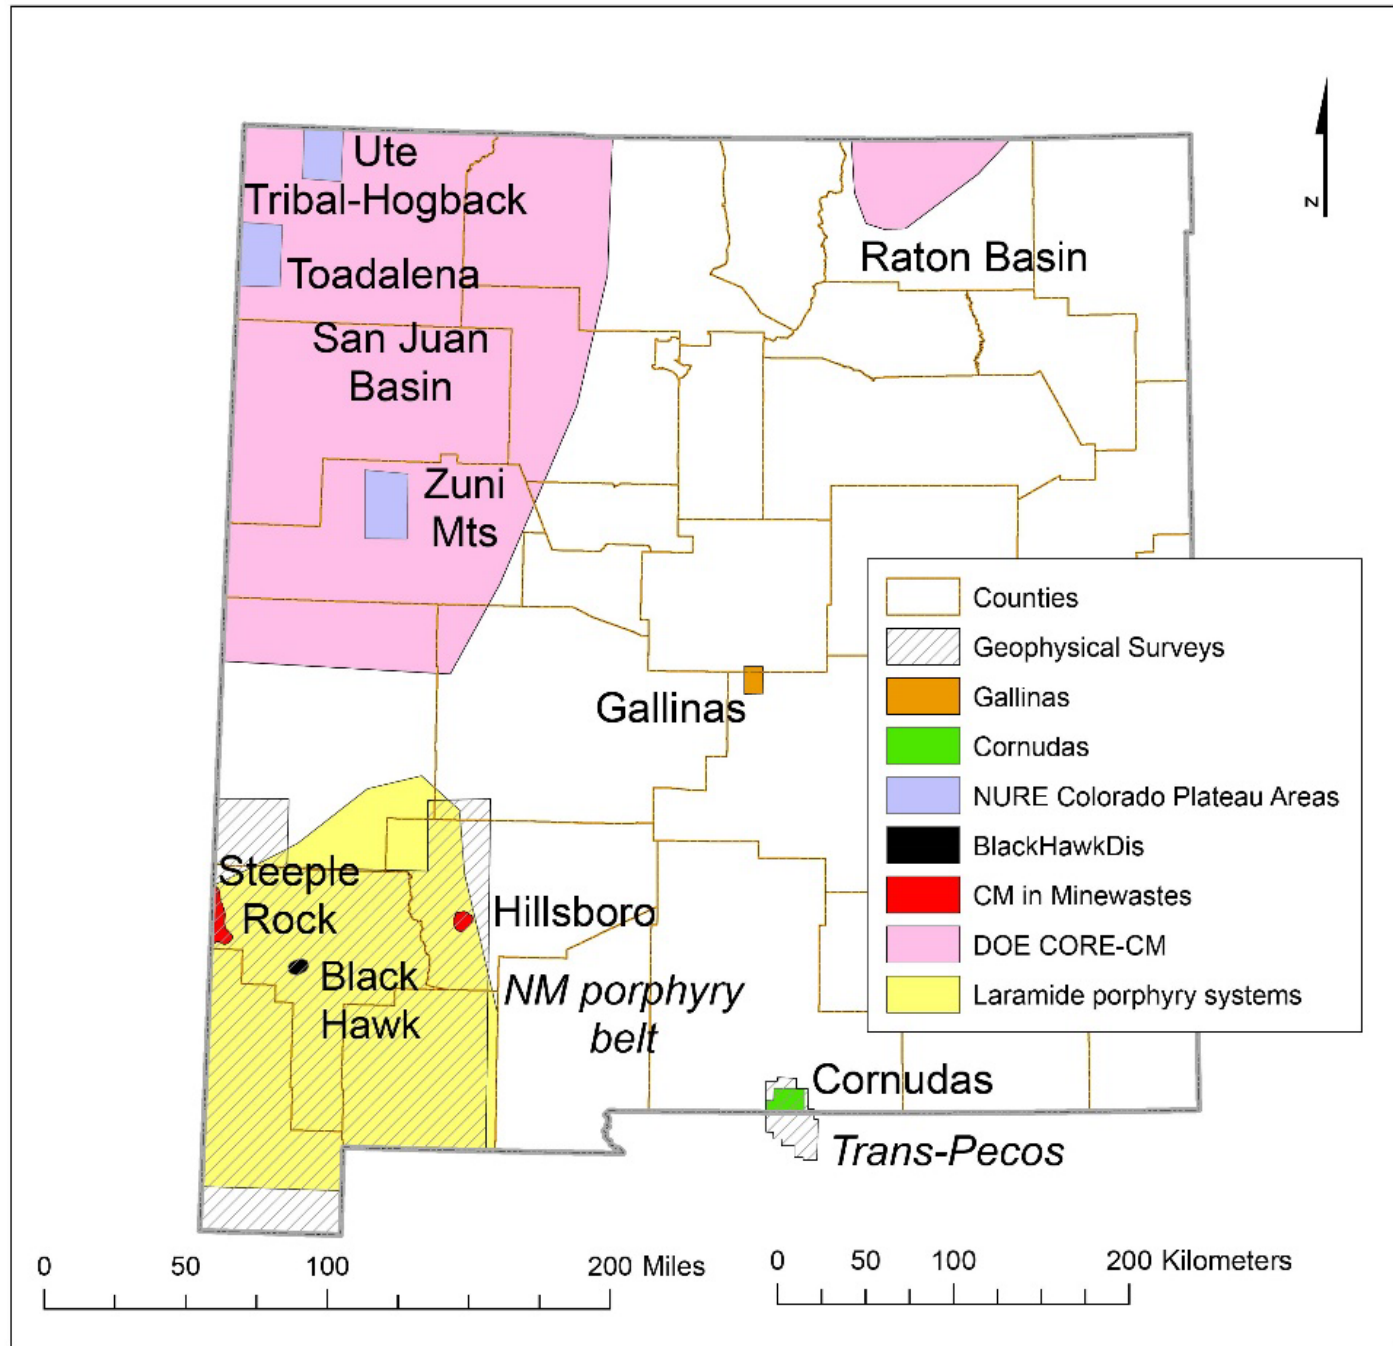 N
Ute
Tribal-Hogback
Toadalena
San Juan
Basin
Zuni
Mts
Raton Basin
Gallinas
Steeple
Rock
Hillsboro
Black
Hawk
NM porphyry
belt
Cornudas
Trans-Pecos
Counties
Geophysical Surveys
Gallinas
Cornudas
NURE Colorado Plateau Areas
BlackHawkDis
CM in Minewastes
DOE CORE-CM
Laramide porphyry systems
0 50 100 200 Miles
0 50 100 200 Kilometers